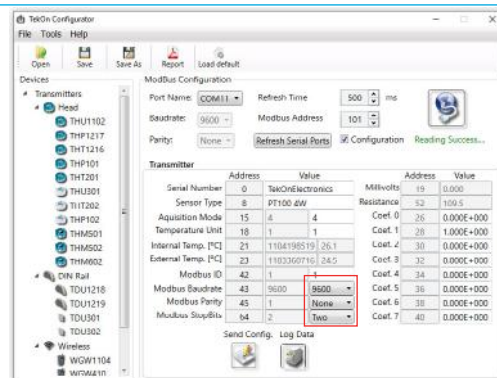 TekOn Configurator
File Tools Help
Open Save Save As Report Load default
Devices
Transmitters
Head
THU1102
THP1217
THT1216
THP101
THT201
THU301
THT202
THP102
THM501
THM502
THM602
DIN Rail
TDU1218
TDU1219
TDU301
TDU302
Wireless
WGW1104
WGW410
ModBus Configuration
Port Name: COM11 Refresh Time 500 ms
Baudrate: 9600 Modbus Address 101
Parity: None Refresh Serial Ports Configuration Reading Success...
Transmitter
Address Value Address Value
Serial Number 0 TekOnElectronics Millivolts 19 0.000
Sensor Type 8 PT100 4W Resistance 52 109.5
Aquisition Mode 15 4 4 Coef. 0 26 0.000E+000
Temperature Unit 18 1 1 Coef. 1 28 1.000E+000
Internal Temp. [ºC] 21 1104198519 26.1 Coef. 2 30 0.000E+000
External Temp. [ºC] 23 1103360716 24.5 Coef. 3 32 0.000E+000
Modbus ID 42 1 1 Coef. 4 34 0.000E+000
Modbus Baudrate 43 9600 9600 Coef. 5 36 0.000E+000
Modbus Parity 45 1 None Coef. 6 38 0.000E+000
Modbus StopBits 64 2 Two Coef. 7 40 0.000E+000
Send Config. Log Data